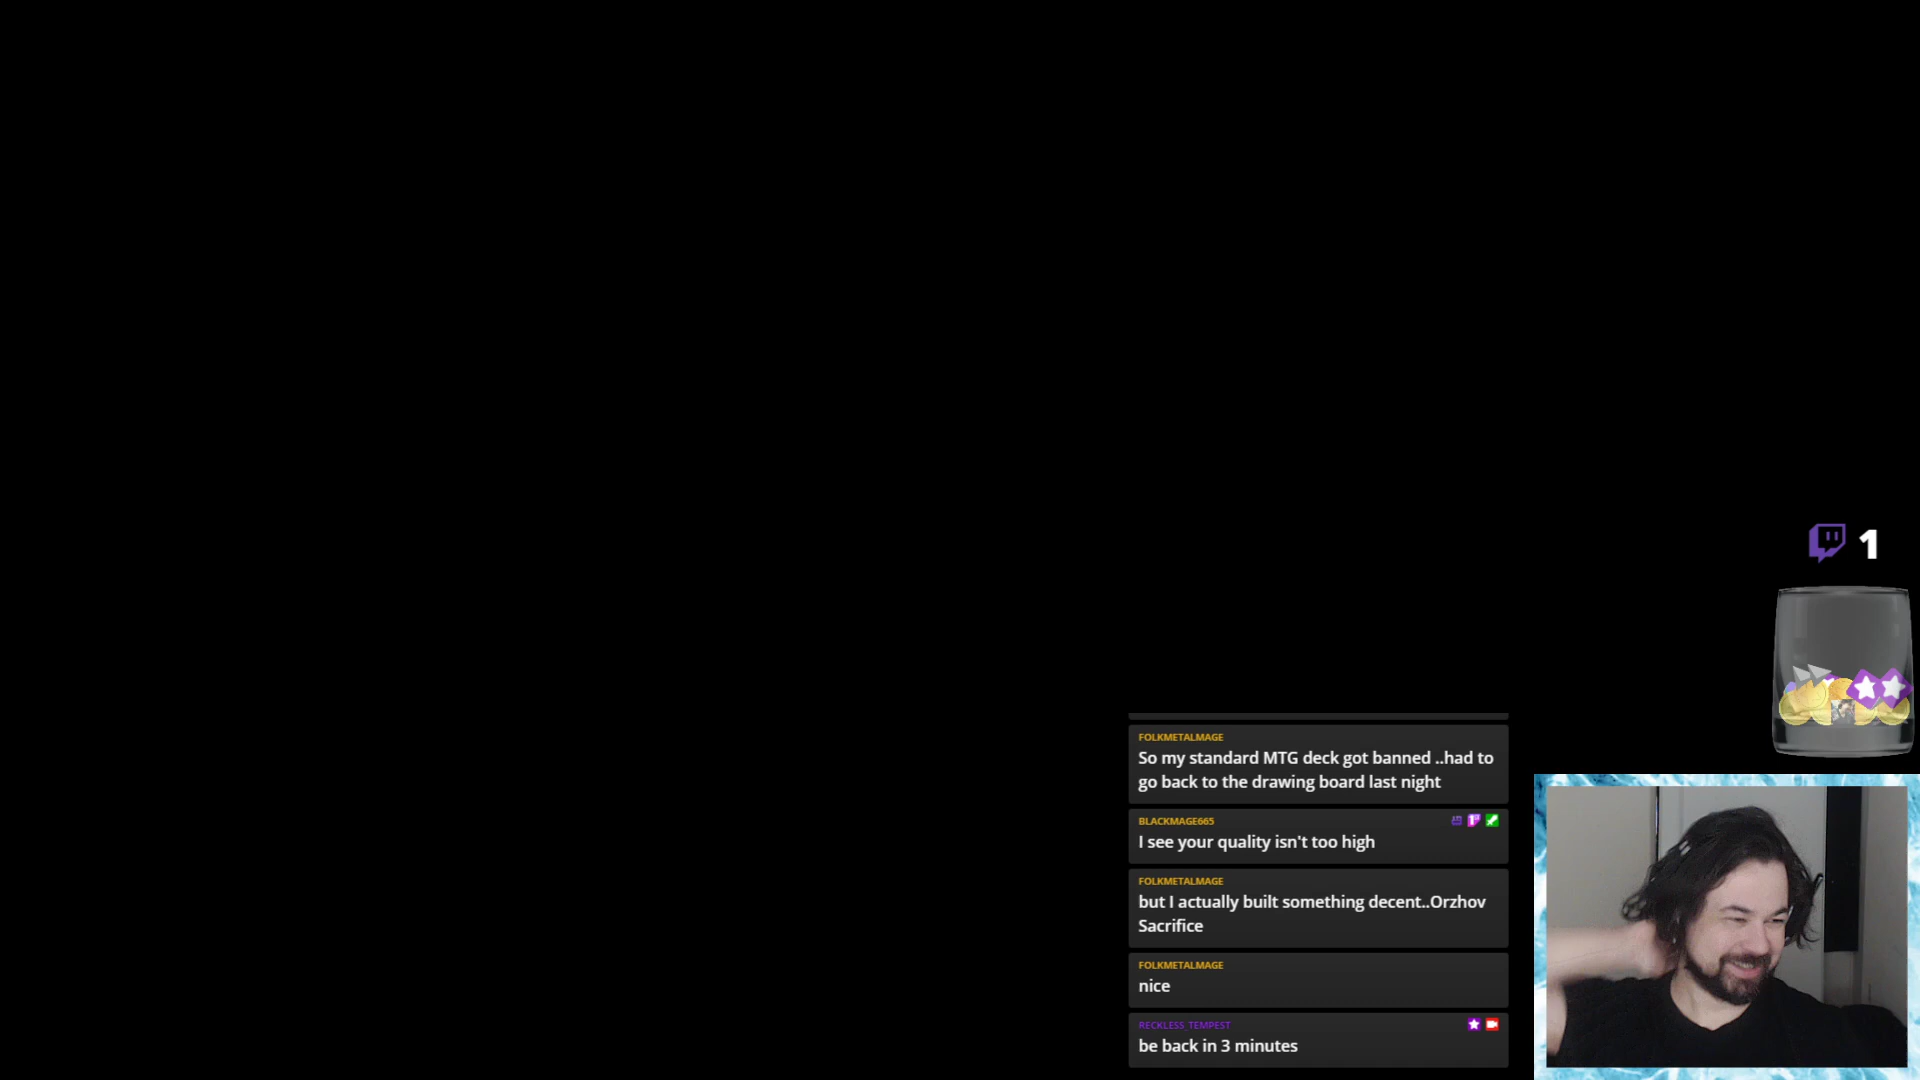 1
FOLKMETALMAGE
So my standard MTG deck got banned ..had to
go back to the drawing board last night
BLACKMAGE665
I see your quality isn't too high
FOLKMETALMAGE
but I actually built something decent..Orzhov
Sacrifice
FOLKMETALMAGE
nice
RECKLESS_TEMPEST
be back in 3 minutes